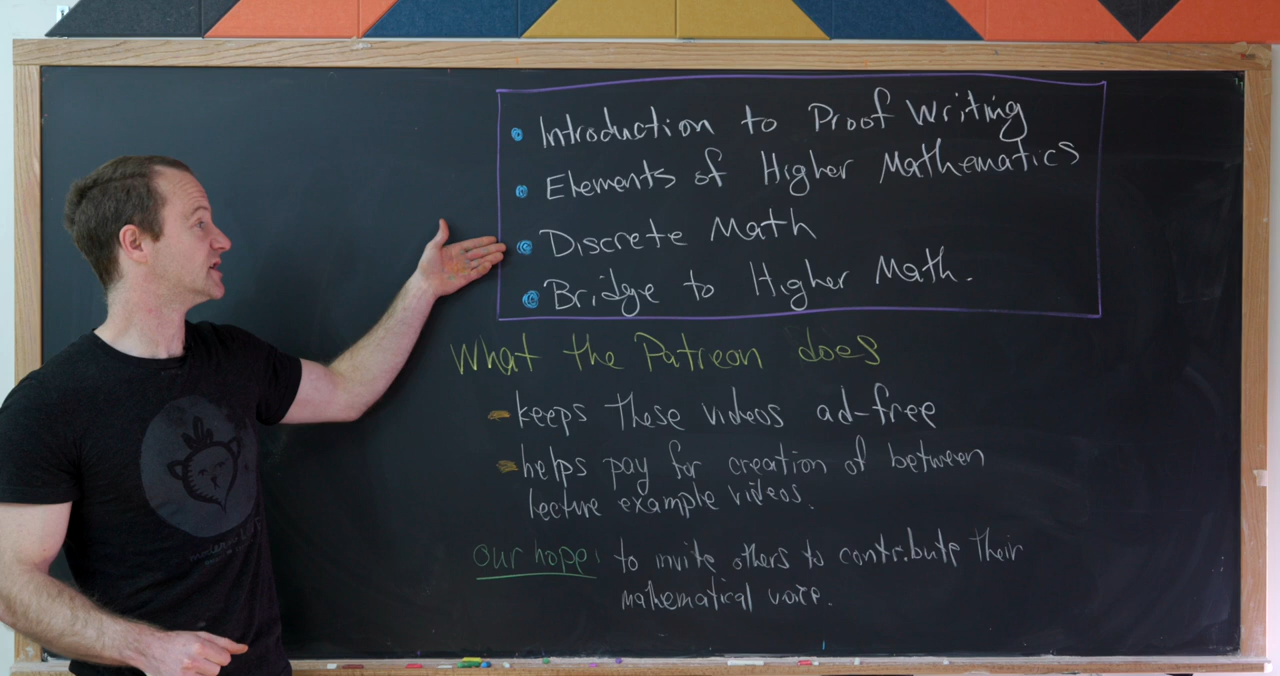 • Introduction to Proof Writing
• Elements of Higher Mathematics
• Discrete Math
• Bridge to Higher Math.
What the Patreon does
- keeps these videos ad-free
- helps pay for creation of between
lecture example videos.
our hope: to invite others to contribute their
mathematical voice.